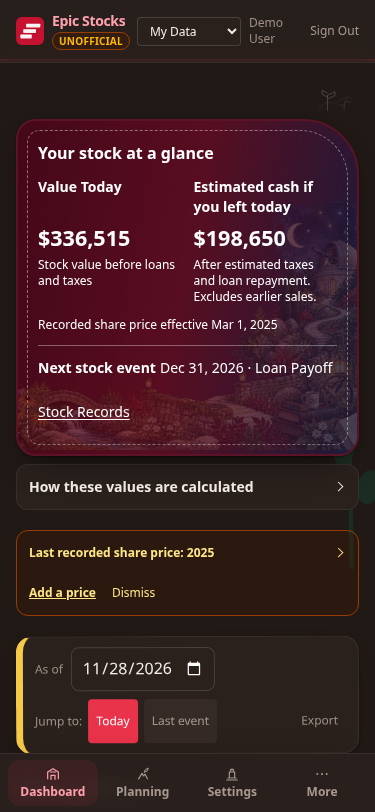 Epic Stocks
UNOFFICIAL
My Data
Demo
User
Sign Out
Your stock at a glance
Value Today
$336,515
Stock value before loans
and taxes
Estimated cash if
you left today
$198,650
After estimated taxes
and loan repayment.
Excludes earlier sales.
Recorded share price effective Mar 1, 2025
Next stock event Dec 31, 2026 · Loan Payoff
Stock Records
How these values are calculated
Last recorded share price: 2025
Add a price Dismiss
As of 11/28/2026
Jump to: Today Last event Export
Dashboard Planning Settings More